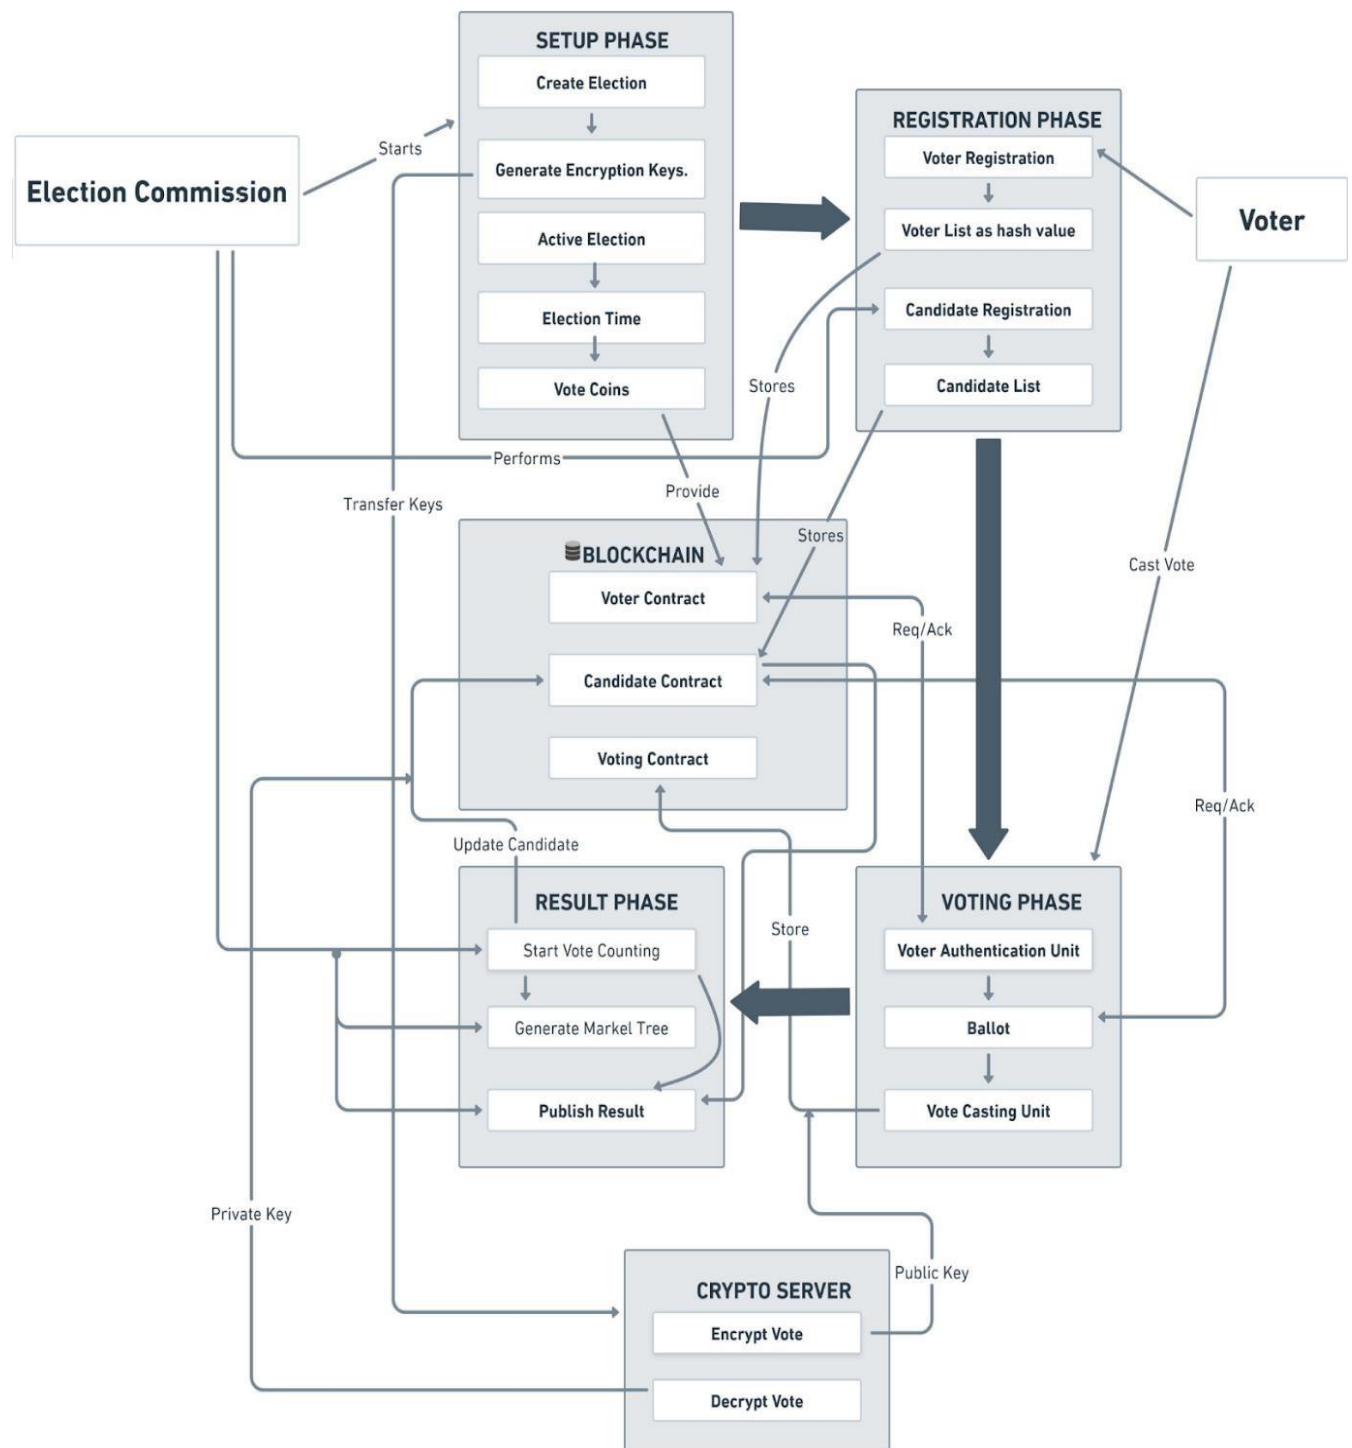 SETUP PHASE
Create Election
Generate Encryption Keys.
Active Election
Election Time
Vote Coins
REGISTRATION PHASE
Voter Registration
Voter List as hash value
Candidate Registration
Candidate List
Election Commission
Starts
Voter
Stores
Performs
Provide
Transfer Keys
Stores
Cast Vote
BLOCKCHAIN
Voter Contract
Candidate Contract
Voting Contract
Req/Ack
Req/Ack
Update Candidate
RESULT PHASE
Start Vote Counting
Generate Markel Tree
Publish Result
Store
VOTING PHASE
Voter Authentication Unit
Ballot
Vote Casting Unit
Private Key
Public Key
CRYPTO SERVER
Encrypt Vote
Decrypt Vote